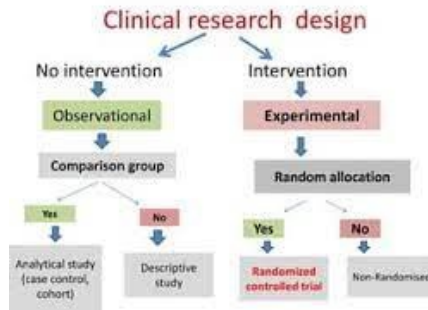 Clinical research design
No intervention
Intervention
Observational
Experimental
Comparison group
Random allocation
Yes
No
Yes
No
Analytical study
(case control,
cohort)
Descriptive
study
Randomized
controlled trial
Non-Randomised